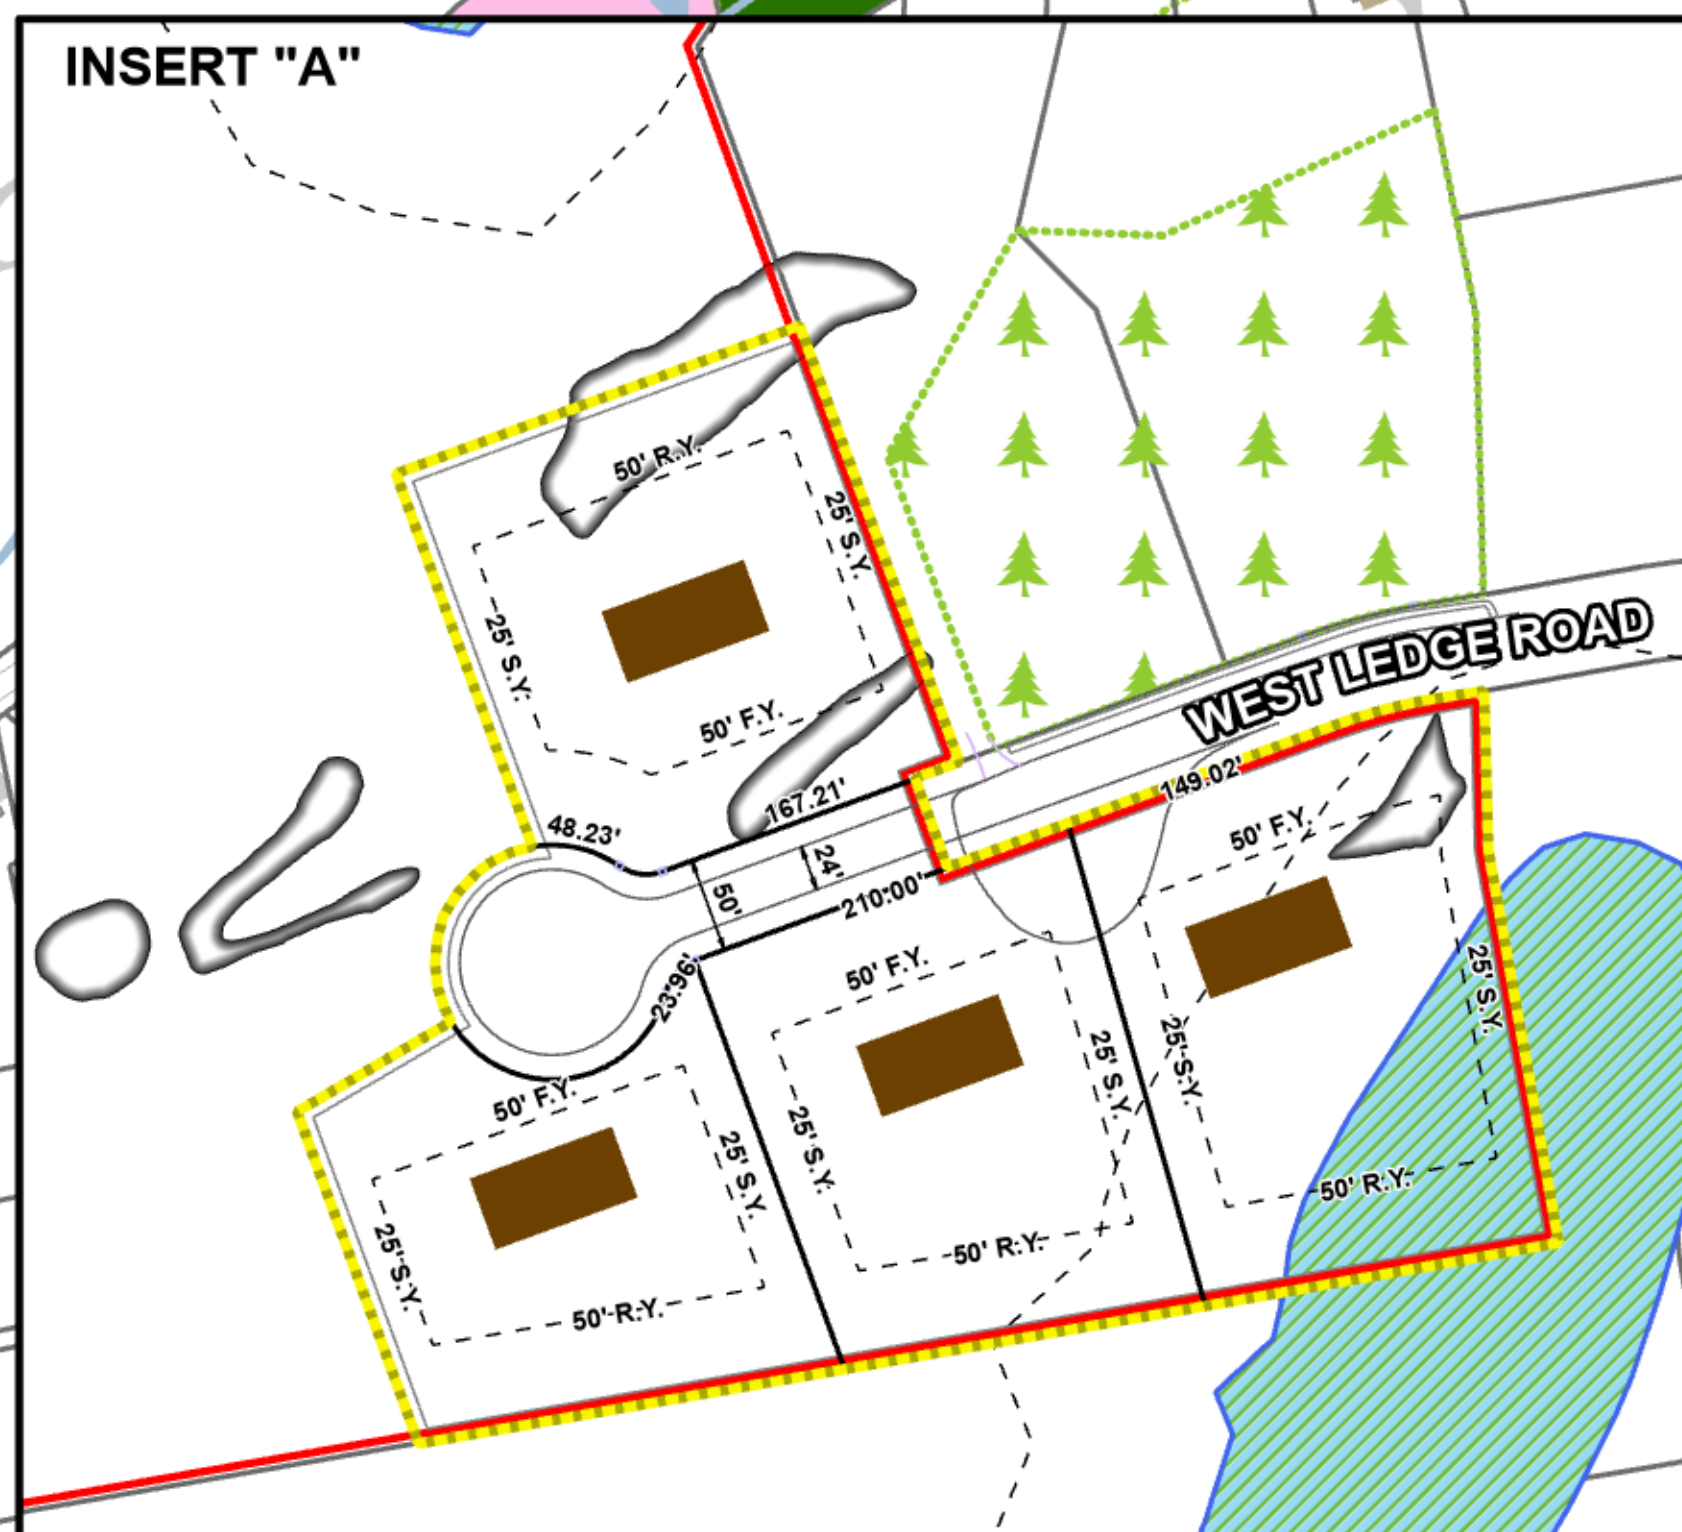 INSERT "A"
50' R.Y.
25' S.Y.
25' S.Y.
50' F.Y.
WEST LEDGE ROAD
167.21'
149.02'
48.23'
24'
50'
210.00'
50' F.Y.
23.96'
50' F.Y.
25' S.Y.
50' F.Y.
25' S.Y.
25' S.Y.
25' S.Y.
25' S.Y.
50' R.Y.
25' S.Y.
50' R.Y.
50' R.Y.